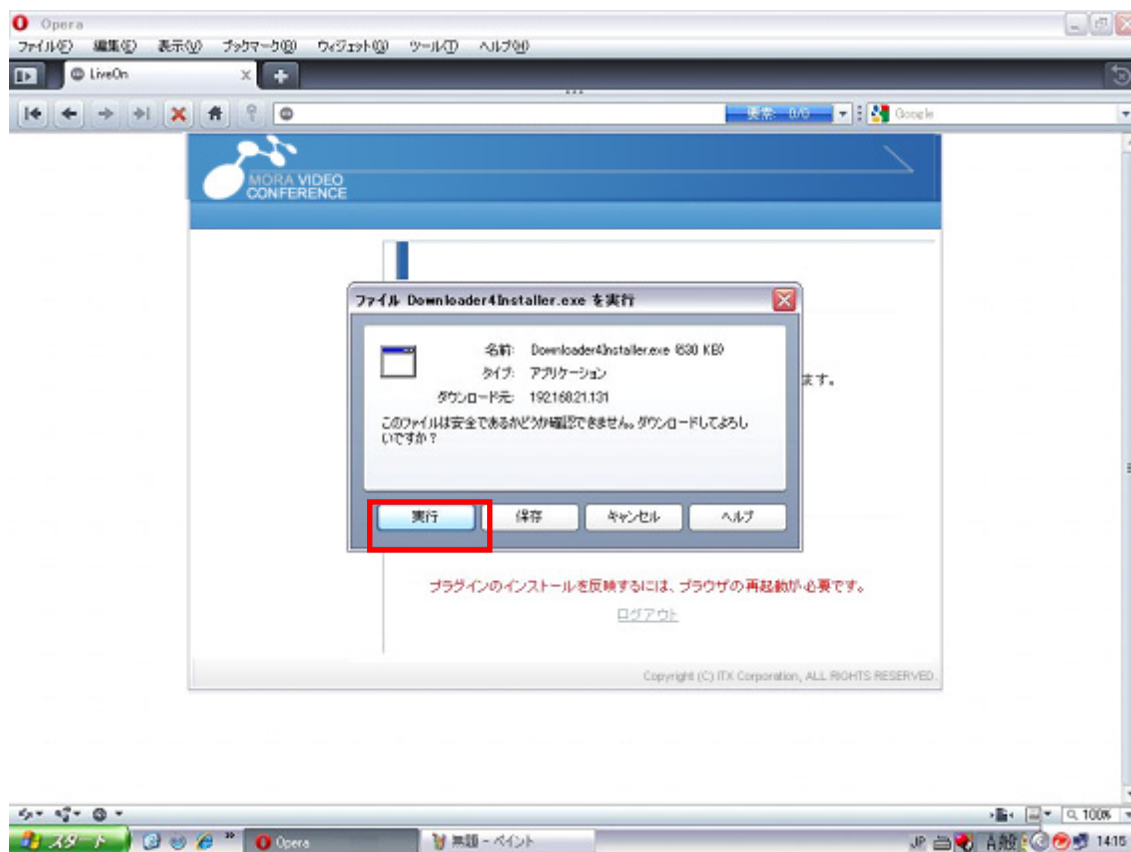 Opera
ファイル(F) 編集(E) 表示(V) ブックマーク(B) ウィジェット(W) ツール(T) ヘルプ(H)
LiveOn
要素: 0/0
Google
MORA VIDEO
CONFERENCE
ファイル Downloader4Installer.exe を実行
名前: Downloader4Installer.exe (630 KB)
タイプ: アプリケーション
ダウンロード元: 192.168.21.131
ます。
このファイルは安全であるかどうか確認できません。ダウンロードしてよろし
いですか？
実行 保存 キャンセル ヘルプ
プラグインのインストールを反映するには、ブラウザの再起動が必要です。
ログアウト
Copyright (C) ITX Corporation, ALL RIGHTS RESERVED.
100%
スタート Opera 無題 - ペイント JP A 般 14:15